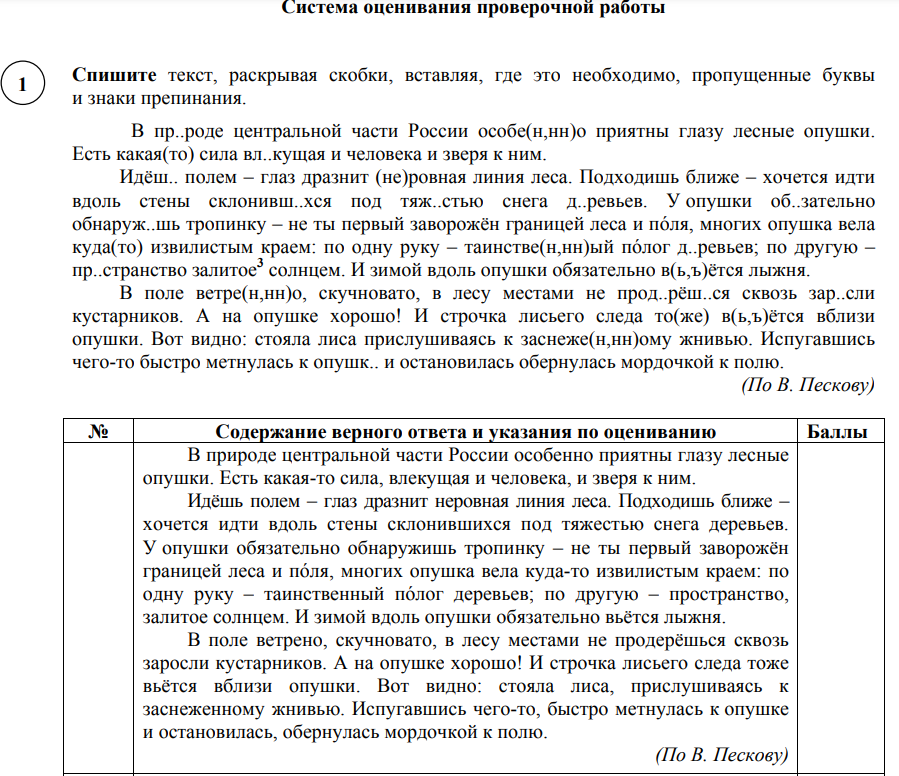 Система оценивания проверочной работы
1
Спишите текст, раскрывая скобки, вставляя, где это необходимо, пропущенные буквы
и знаки препинания.
В пр..роде центральной части России особе(н,нн)о приятны глазу лесные опушки.
Есть какая(то) сила вл..кущая и человека и зверя к ним.
Идёш.. полем – глаз дразнит (не)ровная линия леса. Подходишь ближе – хочется идти
вдоль стены склонивш..хся под тяж..стью снега д..ревьев. У опушки об..зательно
обнаруж..шь тропинку – не ты первый заворожён границей леса и по́ля, многих опушка вела
куда(то) извилистым краем: по одну руку – таинстве(н,нн)ый по́лог д..ревьев; по другую –
пр..странство залитое³ солнцем. И зимой вдоль опушки обязательно в(ь,ъ)ётся лыжня.
В поле ветре(н,нн)о, скучновато, в лесу местами не прод..рёш..ся сквозь зар..сли
кустарников. А на опушке хорошо! И строчка лисьего следа то(же) в(ь,ъ)ётся вблизи
опушки. Вот видно: стояла лиса прислушиваясь к заснеже(н,нн)ому жнивью. Испугавшись
чего-то быстро метнулась к опушк.. и остановилась обернулась мордочкой к полю.
(По В. Пескову)
№ Содержание верного ответа и указания по оцениванию Баллы
В природе центральной части России особенно приятны глазу лесные
опушки. Есть какая-то сила, влекущая и человека, и зверя к ним.
Идёшь полем – глаз дразнит неровная линия леса. Подходишь ближе –
хочется идти вдоль стены склонившихся под тяжестью снега деревьев.
У опушки обязательно обнаружишь тропинку – не ты первый заворожён
границей леса и по́ля, многих опушка вела куда-то извилистым краем: по
одну руку – таинственный по́лог деревьев; по другую – пространство,
залитое солнцем. И зимой вдоль опушки обязательно вьётся лыжня.
В поле ветрено, скучновато, в лесу местами не продерёшься сквозь
заросли кустарников. А на опушке хорошо! И строчка лисьего следа тоже
вьётся вблизи опушки. Вот видно: стояла лиса, прислушиваясь к
заснеженному жнивью. Испугавшись чего-то, быстро метнулась к опушке
и остановилась, обернулась мордочкой к полю.
(По В. Пескову)